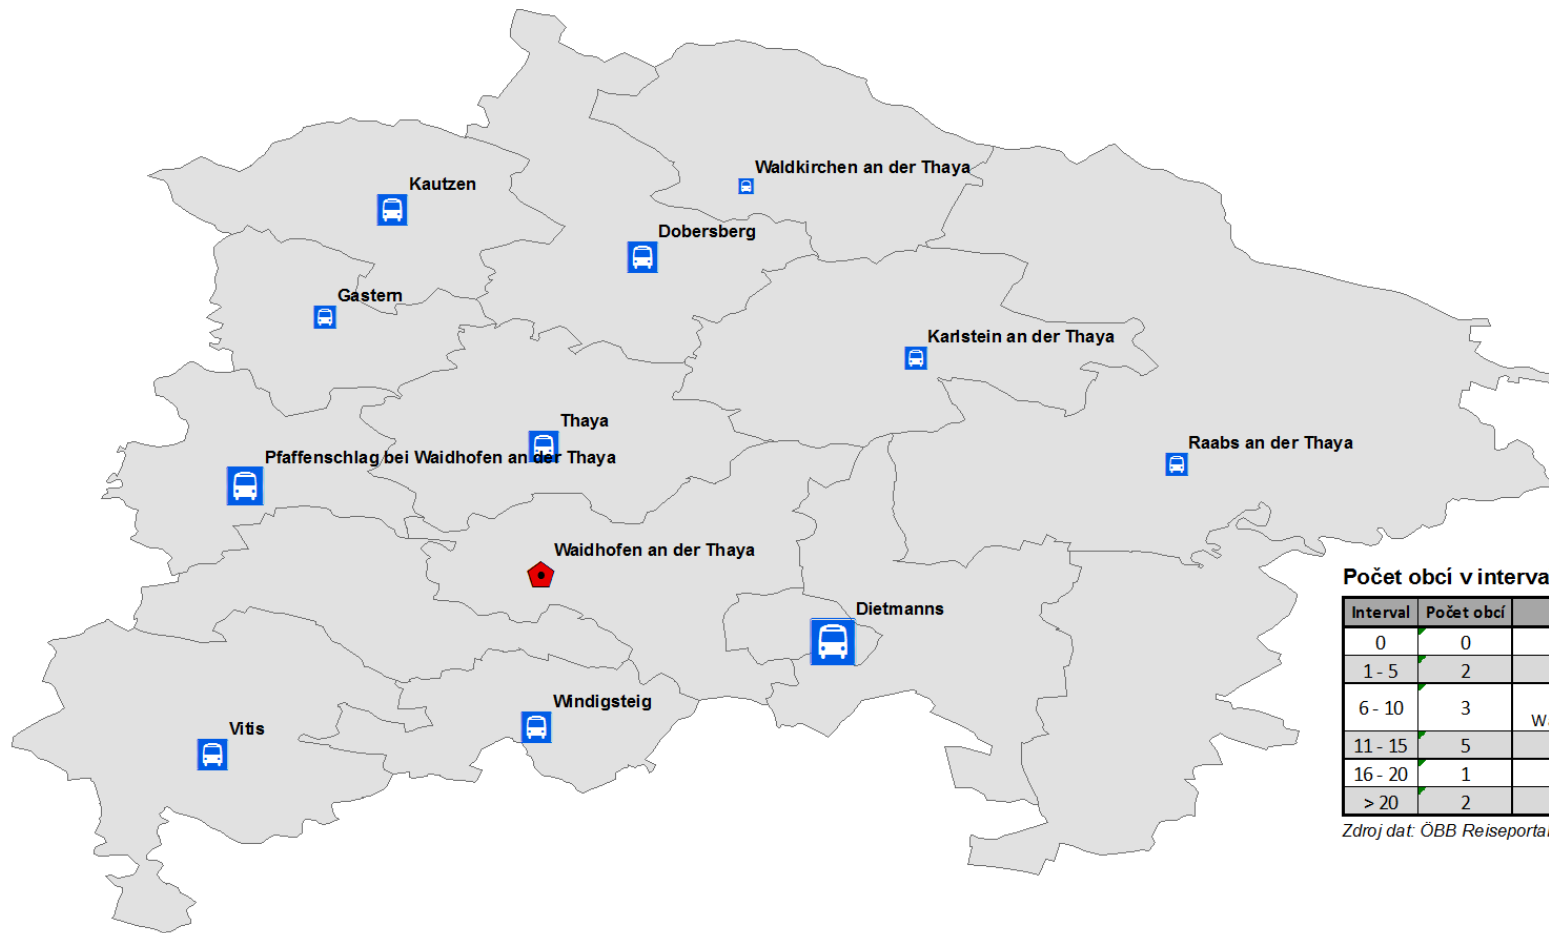 Waldkirchen an der Thaya
Kautzen
Dobersberg
Gastern
Karlstein an der Thaya
Thaya
Raabs an der Thaya
Pfaffenschlag bei Waidhofen an der Thaya
Waidhofen an der Thaya
Dietmanns
Windigsteig
Vitis
Počet obcí v interva
Interval Počet obcí
0 0
1 - 5 2
6 - 10 3 Wa
11 - 15 5
16 - 20 1
> 20 2
Zdroj dat: ÖBB Reiseportal